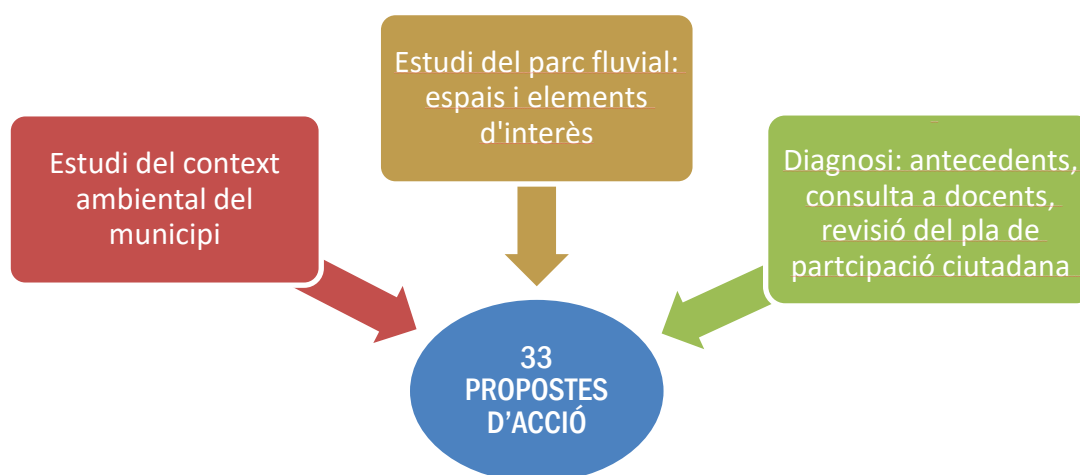 Estudi del context
ambiental del
municipi
Estudi del parc fluvial:
espais i elements
d'interès
Diagnosi: antecedents,
consulta a docents,
revisió del pla de
partcipació ciutadana
33
PROPOSTES
D’ACCIÓ